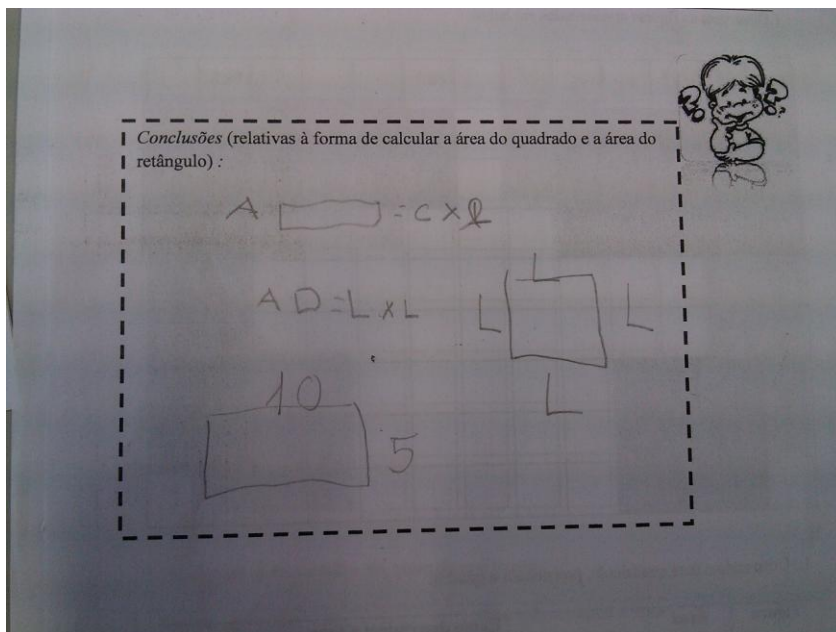 Conclusões (relativas à forma de calcular a área do quadrado e a área do
retângulo) :
A = c x l
A = L x L
L
L L
L
10
5